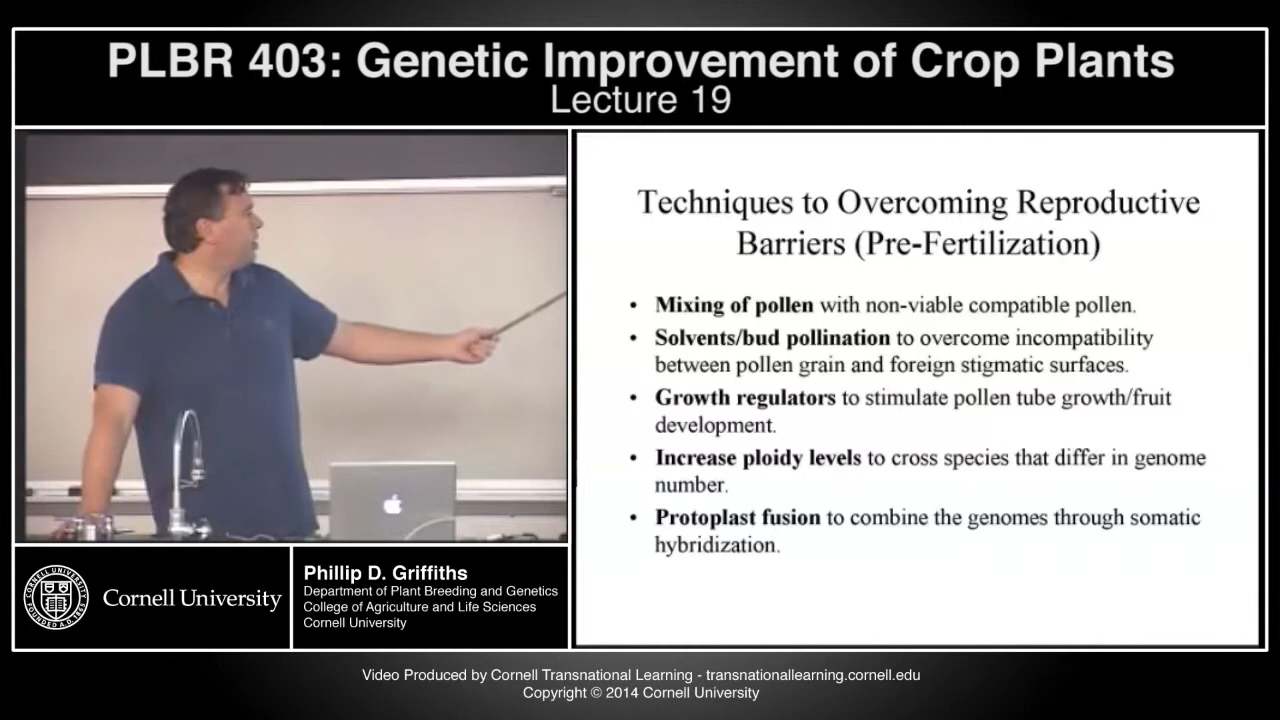 PLBR 403: Genetic Improvement of Crop Plants
Lecture 19
Techniques to Overcoming Reproductive
Barriers (Pre-Fertilization)
• Mixing of pollen with non-viable compatible pollen.
• Solvents/bud pollination to overcome incompatibility
between pollen grain and foreign stigmatic surfaces.
• Growth regulators to stimulate pollen tube growth/fruit
development.
• Increase ploidy levels to cross species that differ in genome
number.
• Protoplast fusion to combine the genomes through somatic
hybridization.
CORNELL UNIVERSITY
FOUNDED A.D. 1865
Cornell University
Phillip D. Griffiths
Department of Plant Breeding and Genetics
College of Agriculture and Life Sciences
Cornell University
Video Produced by Cornell Transnational Learning - transnationallearning.cornell.edu
Copyright © 2014 Cornell University